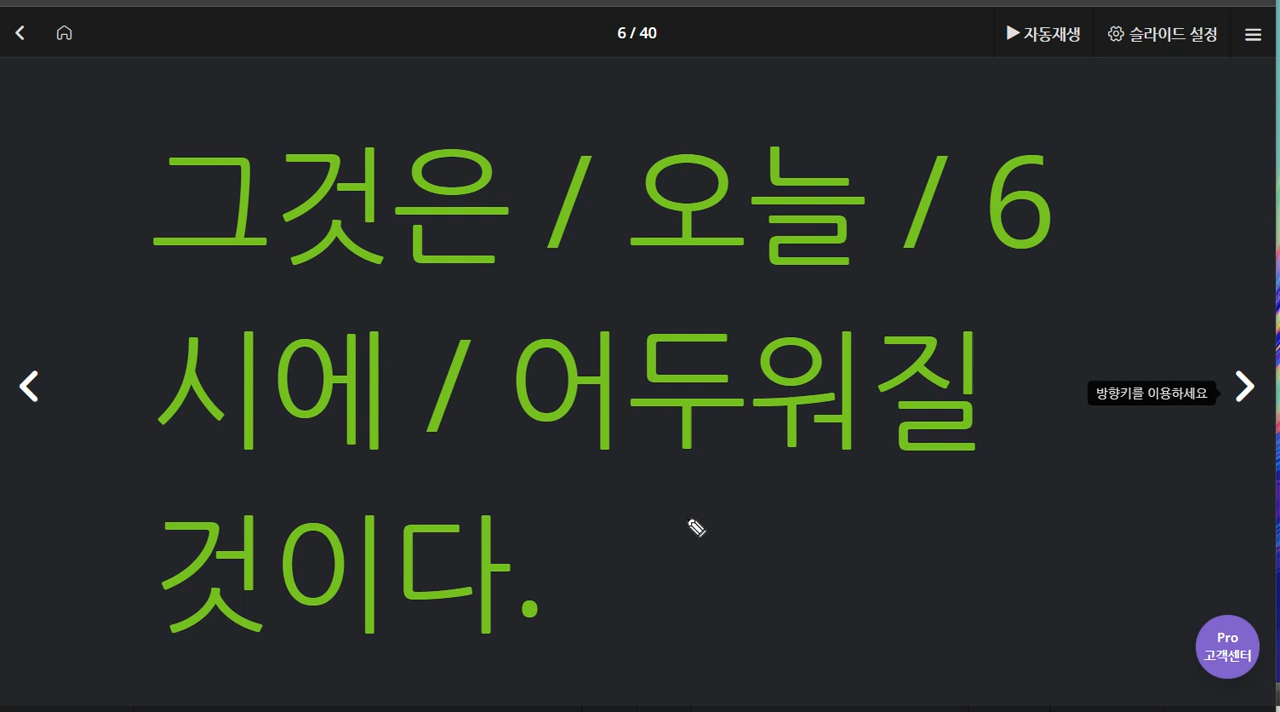 6 / 40
자동재생
슬라이드 설정
그것은 / 오늘 / 6
시에 / 어두워질
것이다.
방향키를 이용하세요
Pro
고객센터